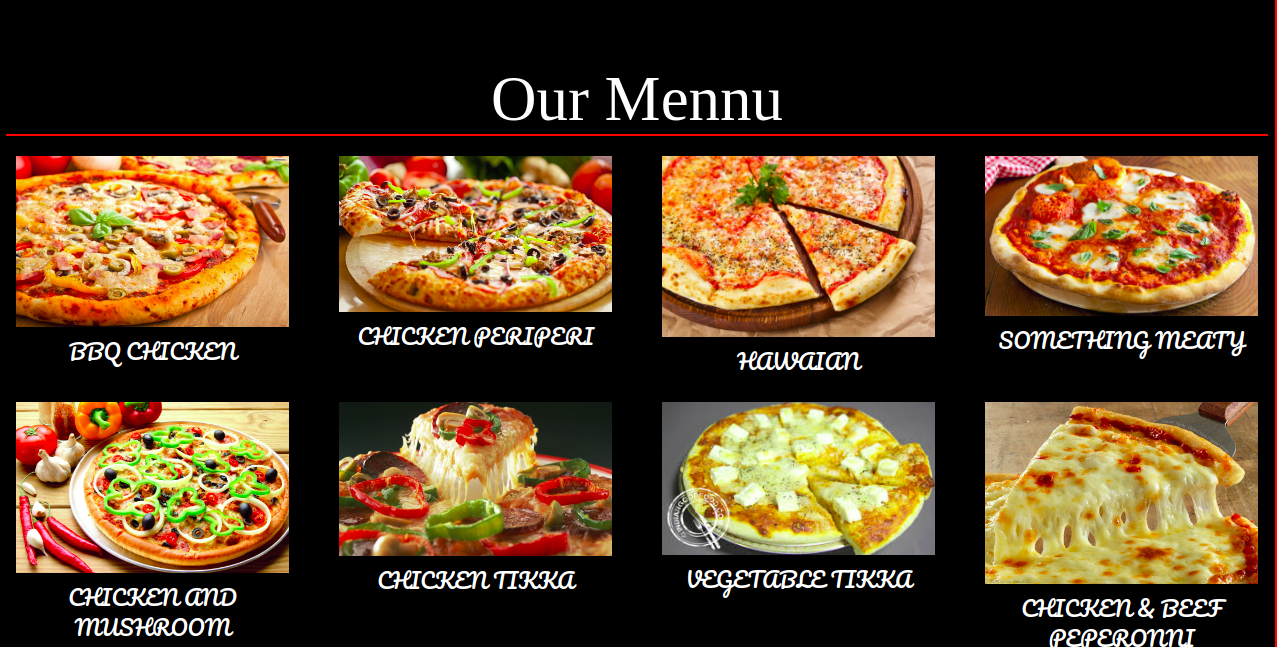 Our Mennu
BBQ CHICKEN
CHICKEN PERIPERI
HAWAIAN
SOMETHING MEATY
CHICKEN AND
MUSHROOM
CHICKEN TIKKA
VEGETABLE TIKKA
CHICKEN & BEEF
PEPERONNI